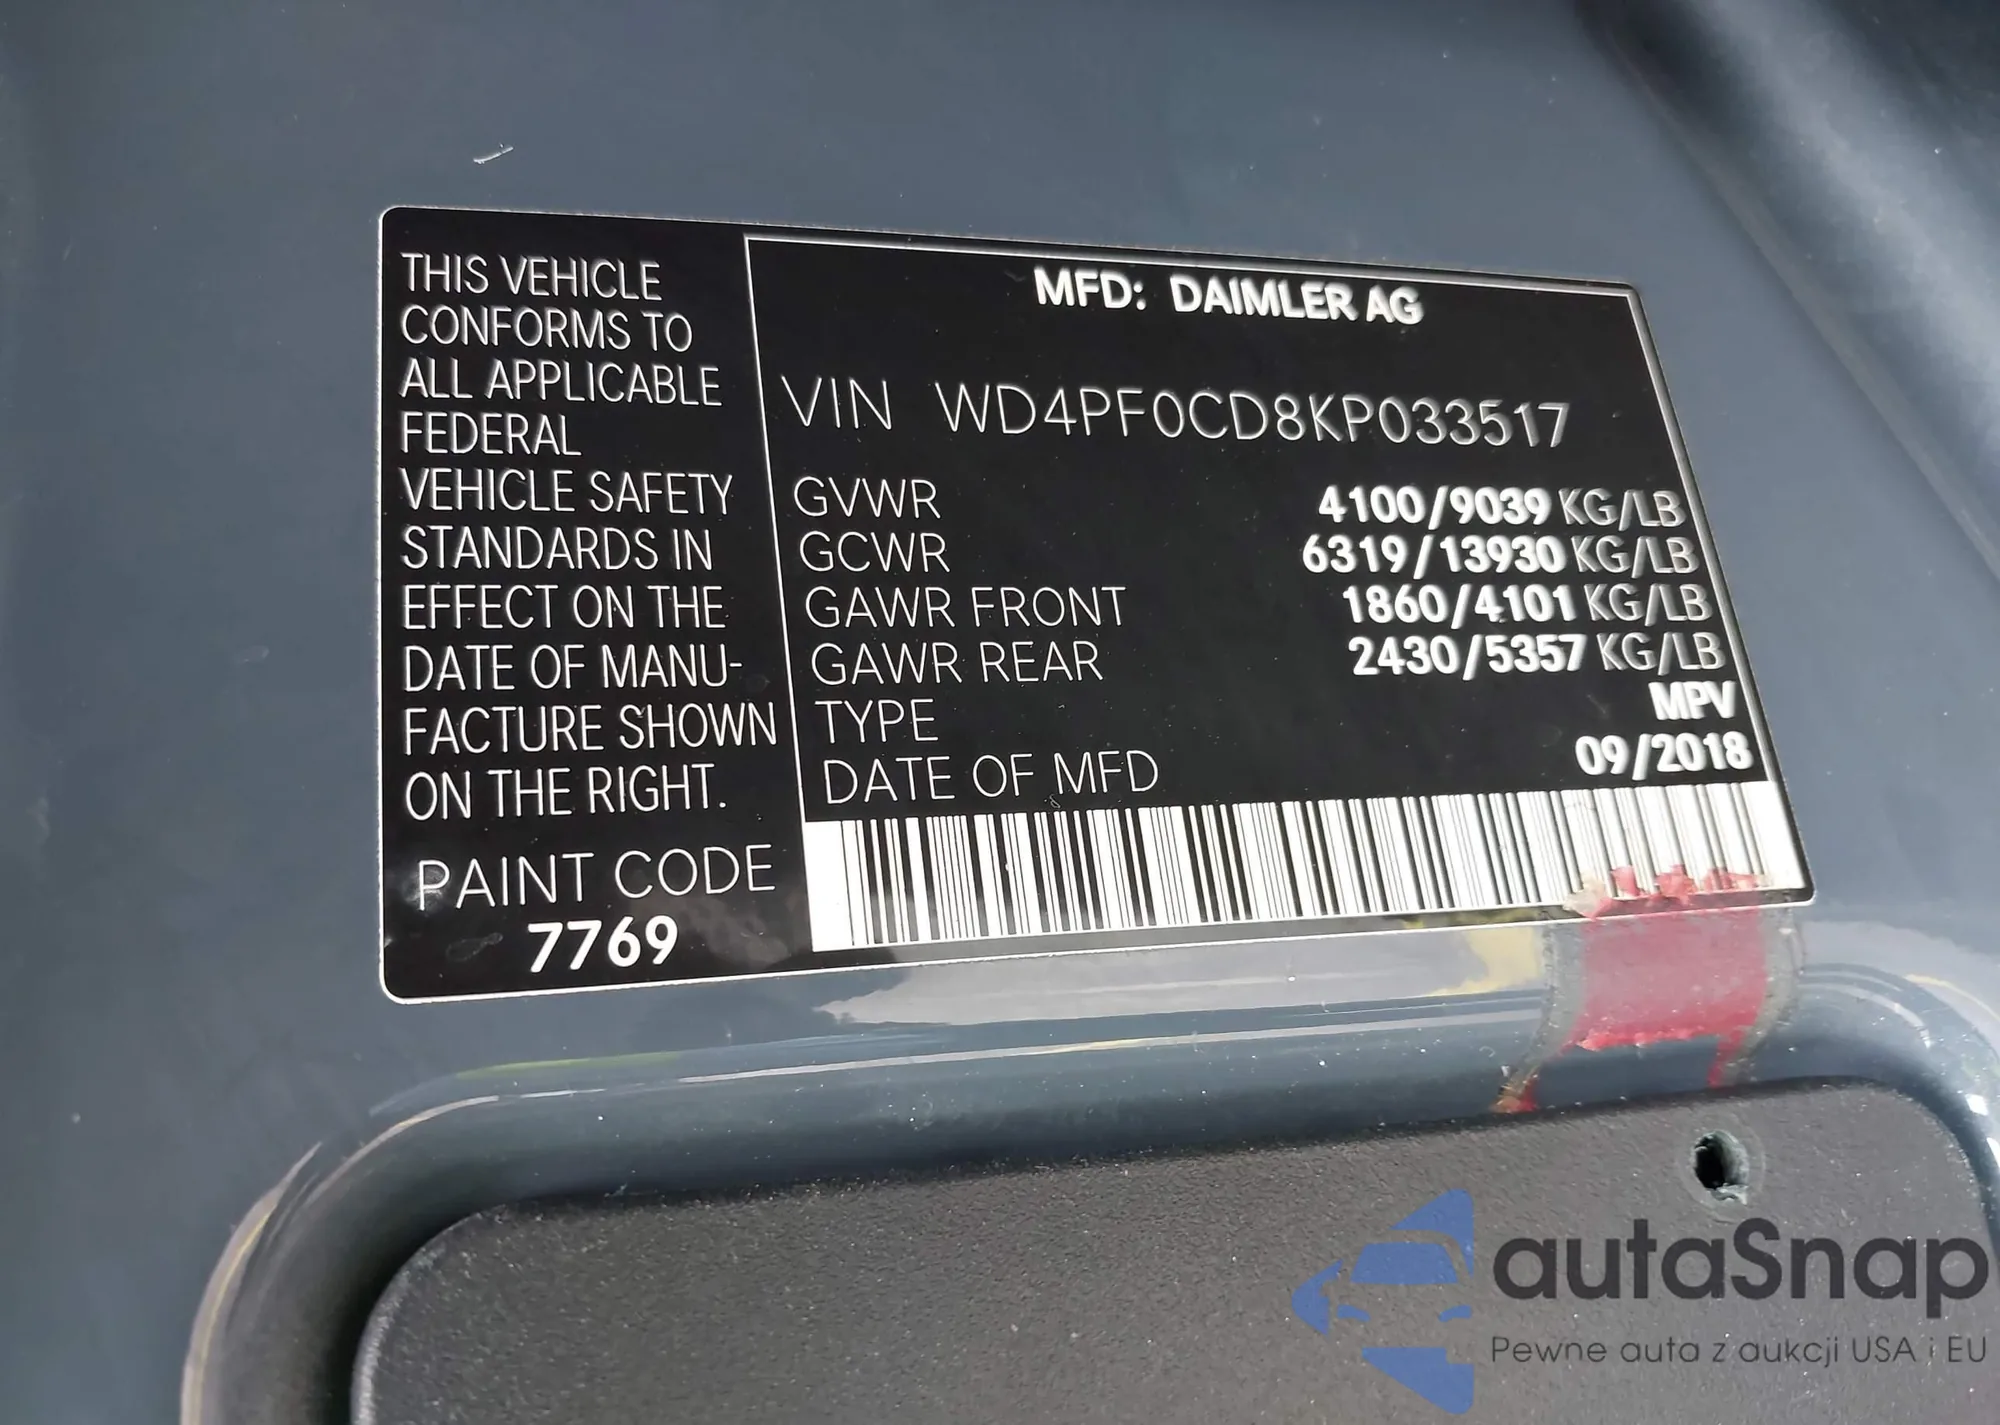 THIS VEHICLE
CONFORMS TO
ALL APPLICABLE
FEDERAL
VEHICLE SAFETY
STANDARDS IN
EFFECT ON THE
DATE OF MANU-
FACTURE SHOWN
ON THE RIGHT.
PAINT CODE
7769
MFD: DAIMLER AG
VIN WD4PF0CD8KP033517
GVWR 4100/9039 KG/LB
GCWR 6319/13930 KG/LB
GAWR FRONT 1860/4101 KG/LB
GAWR REAR 2430/5357 KG/LB
TYPE MPV
DATE OF MFD 09/2018
autaSnap
Pewne auta z aukcji USA i EU